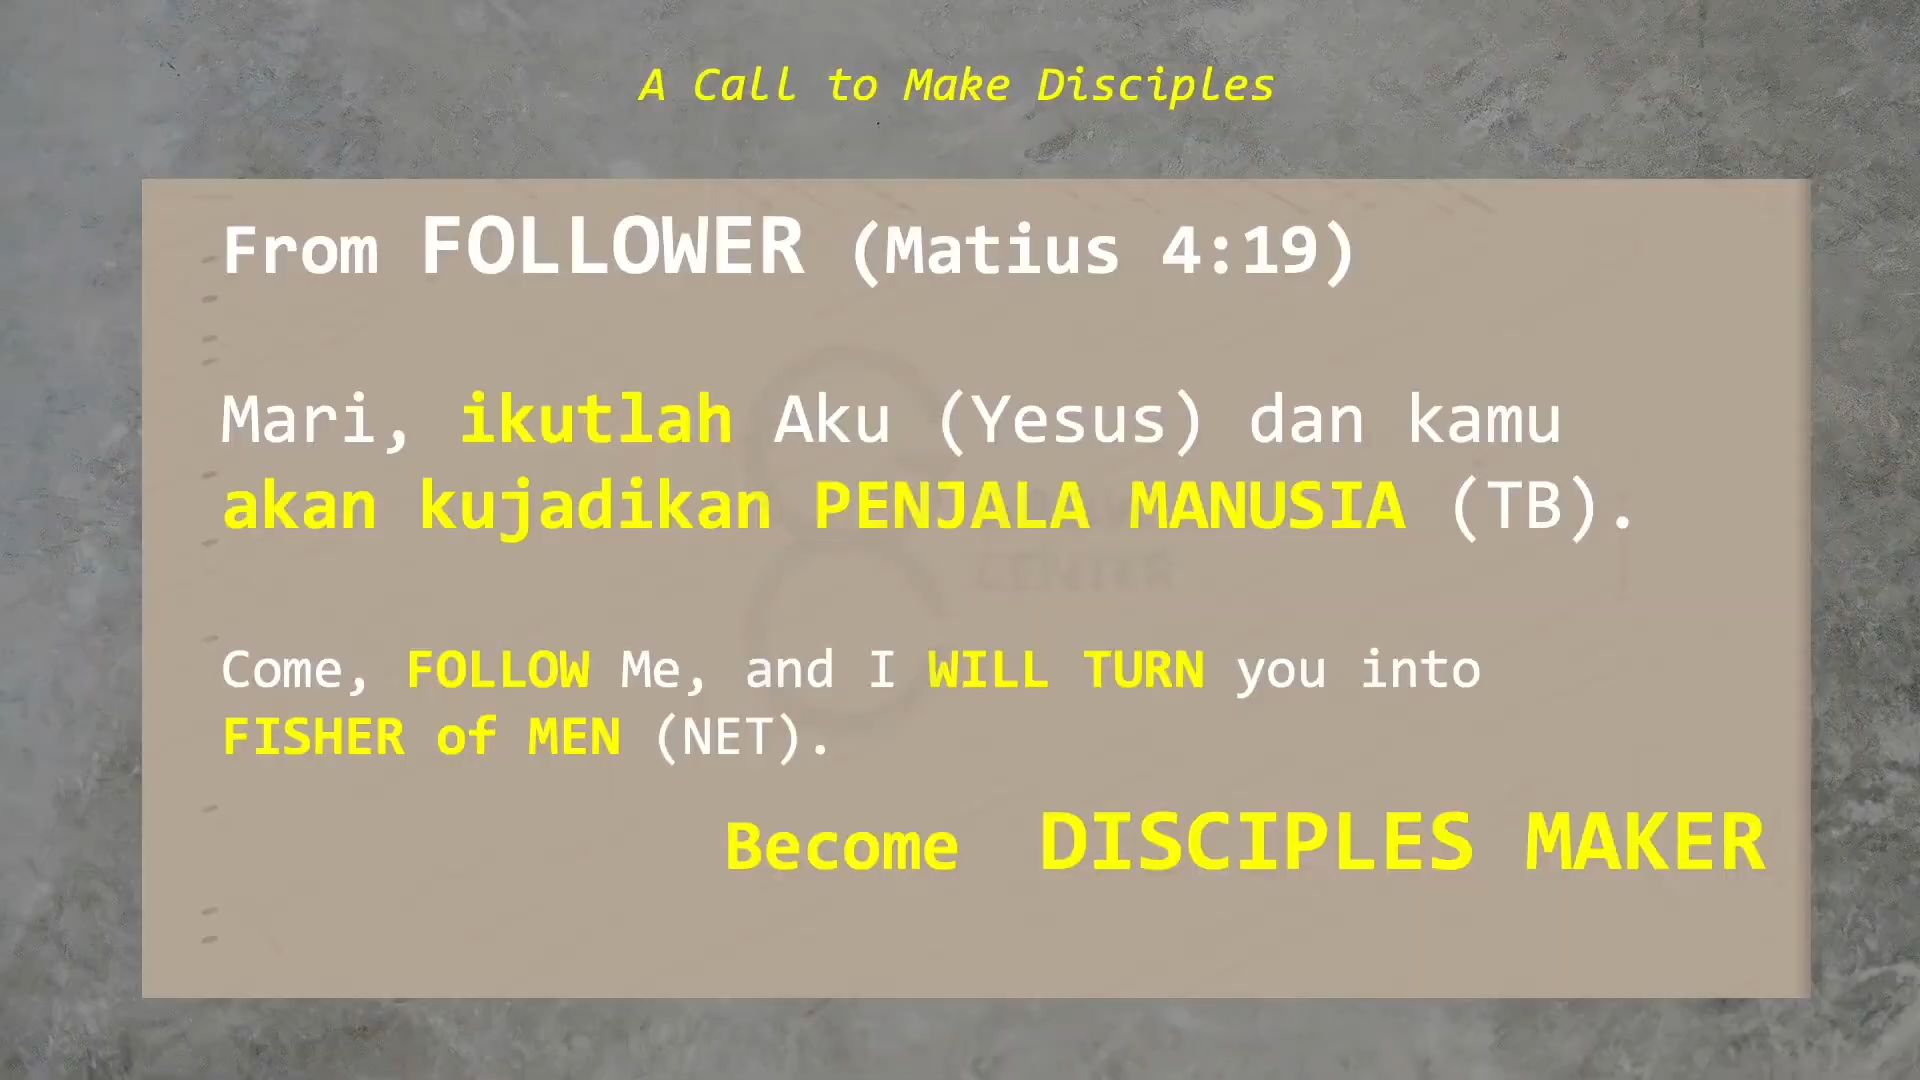 A Call to Make Disciples
From FOLLOWER (Matius 4:19)
Mari, ikutlah Aku (Yesus) dan kamu
akan kujadikan PENJALA MANUSIA (TB).
CENTER
Come, FOLLOW Me, and I WILL TURN you into
FISHER of MEN (NET).
Become DISCIPLES MAKER